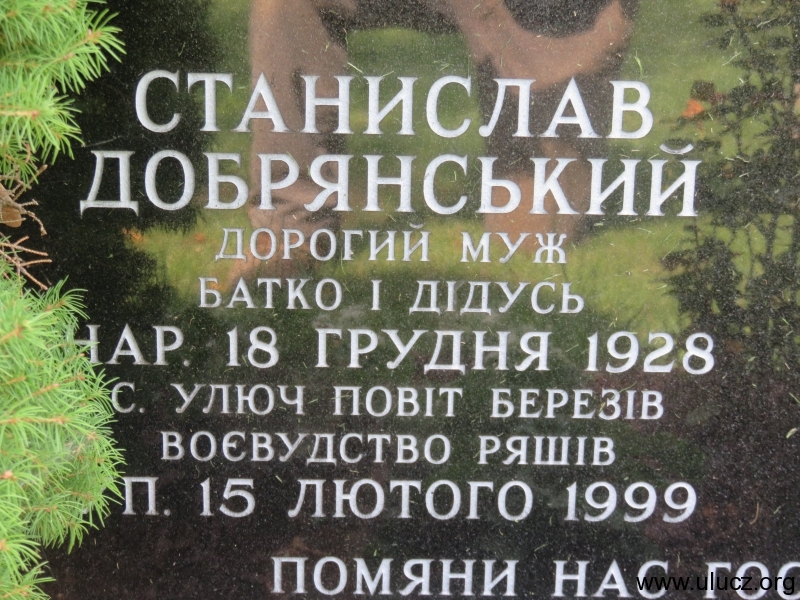 СТАНИСЛАВ
ДОБРЯНСЬКИЙ
ДОРОГИЙ МУЖ
БАТКО І ДІДУСЬ
НАР. 18 ГРУДНЯ 1928
С. УЛЮЧ ПОВІТ БЕРЕЗІВ
ВОЄВУДСТВО РЯШІВ
П. 15 ЛЮТОГО 1999
ПОМЯНИ НАС ГОС
www.ulucz.org